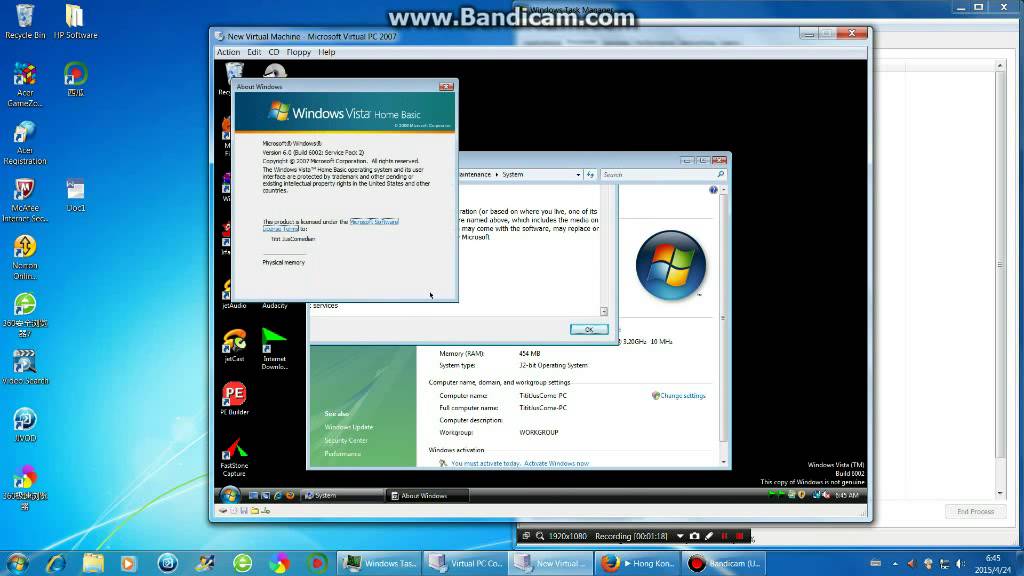 www.Bandicam.com
Windows Task Manager
Recycle Bin
HP Software
Acer
GameZo...
西瓜
Acer
Registration
McAfee
Internet Sec...
Doc1
Norton
Online...
360安全浏览
器7
Video Search
JJVOD
360极速浏览
器
New Virtual Machine - Microsoft Virtual PC 2007
Action Edit CD Floppy Help
About Windows
Windows Vista™ Home Basic
© 2007 Microsoft Corporation
Microsoft® Windows®
Version 6.0 (Build 6002: Service Pack 2)
Copyright © 2007 Microsoft Corporation. All rights reserved.
The Windows Vista™ Home Basic operating system and its user
interface are protected by trademark and other pending or
existing intellectual property rights in the United States and other
countries.
This product is licensed under the Microsoft Software
License Terms to:
Physical memory
jetAudio
Audacity
jetCast
Internet
Downlo...
PE
PE Builder
FastStone
Capture
aintenance System
Search
ration (or based on where you live, one of its
re named above, which includes the media on
may come with the software, may replace or
y Microsoft
services
OK
3.20GHz 10 MHz
Memory (RAM): 454 MB
System type: 32-bit Operating System
Computer name, domain, and workgroup settings
Computer name: TititJusCome-PC
Change settings
Full computer name: TititJusCome-PC
Computer description:
Workgroup: WORKGROUP
Windows activation
You must activate today. Activate Windows now
See also
Windows Update
Security Center
Performance
Windows Vista (TM)
Build 6002
This copy of Windows is not genuine
System
About Windows
6:45 AM
End Process
1920x1080 Recording [00:01:18]
Windows Tas...
Virtual PC Co...
New Virtual ...
Hong Kon...
Bandicam (U...
6:45
2015/4/24